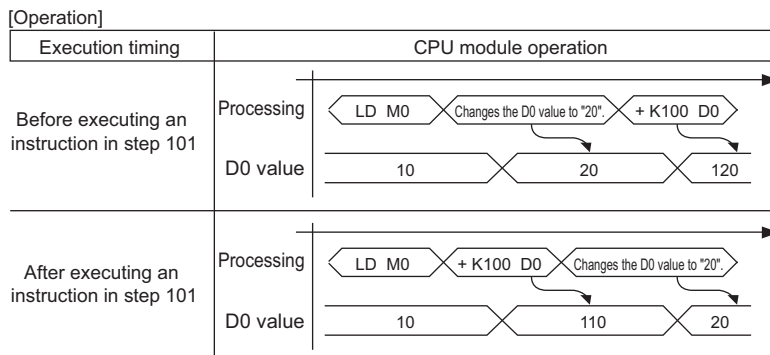 [Operation]
Execution timing
CPU module operation
Before executing an
instruction in step 101
Processing
LD M0
Changes the D0 value to "20".
+ K100 D0
D0 value
10
20
120
After executing an
instruction in step 101
Processing
LD M0
+ K100 D0
Changes the D0 value to "20".
D0 value
10
110
20